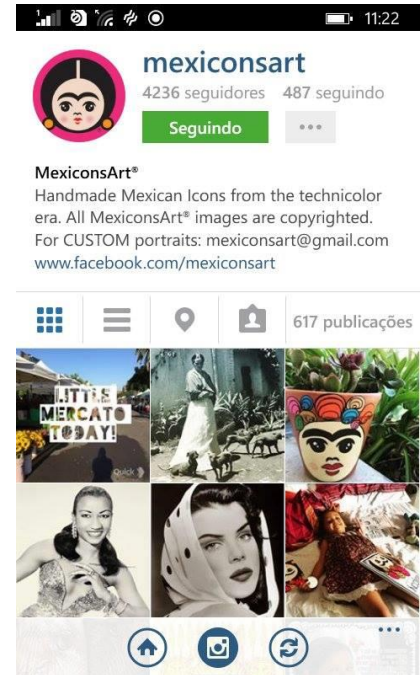 11:22
mexiconsart
4236 seguidores 487 seguindo
Seguindo
MexiconsArt®
Handmade Mexican Icons from the technicolor
era. All MexiconsArt® images are copyrighted.
For CUSTOM portraits: mexiconsart@gmail.com
www.facebook.com/mexiconsart
617 publicações
LITTLE
MERCATO
TODAY!
Quick